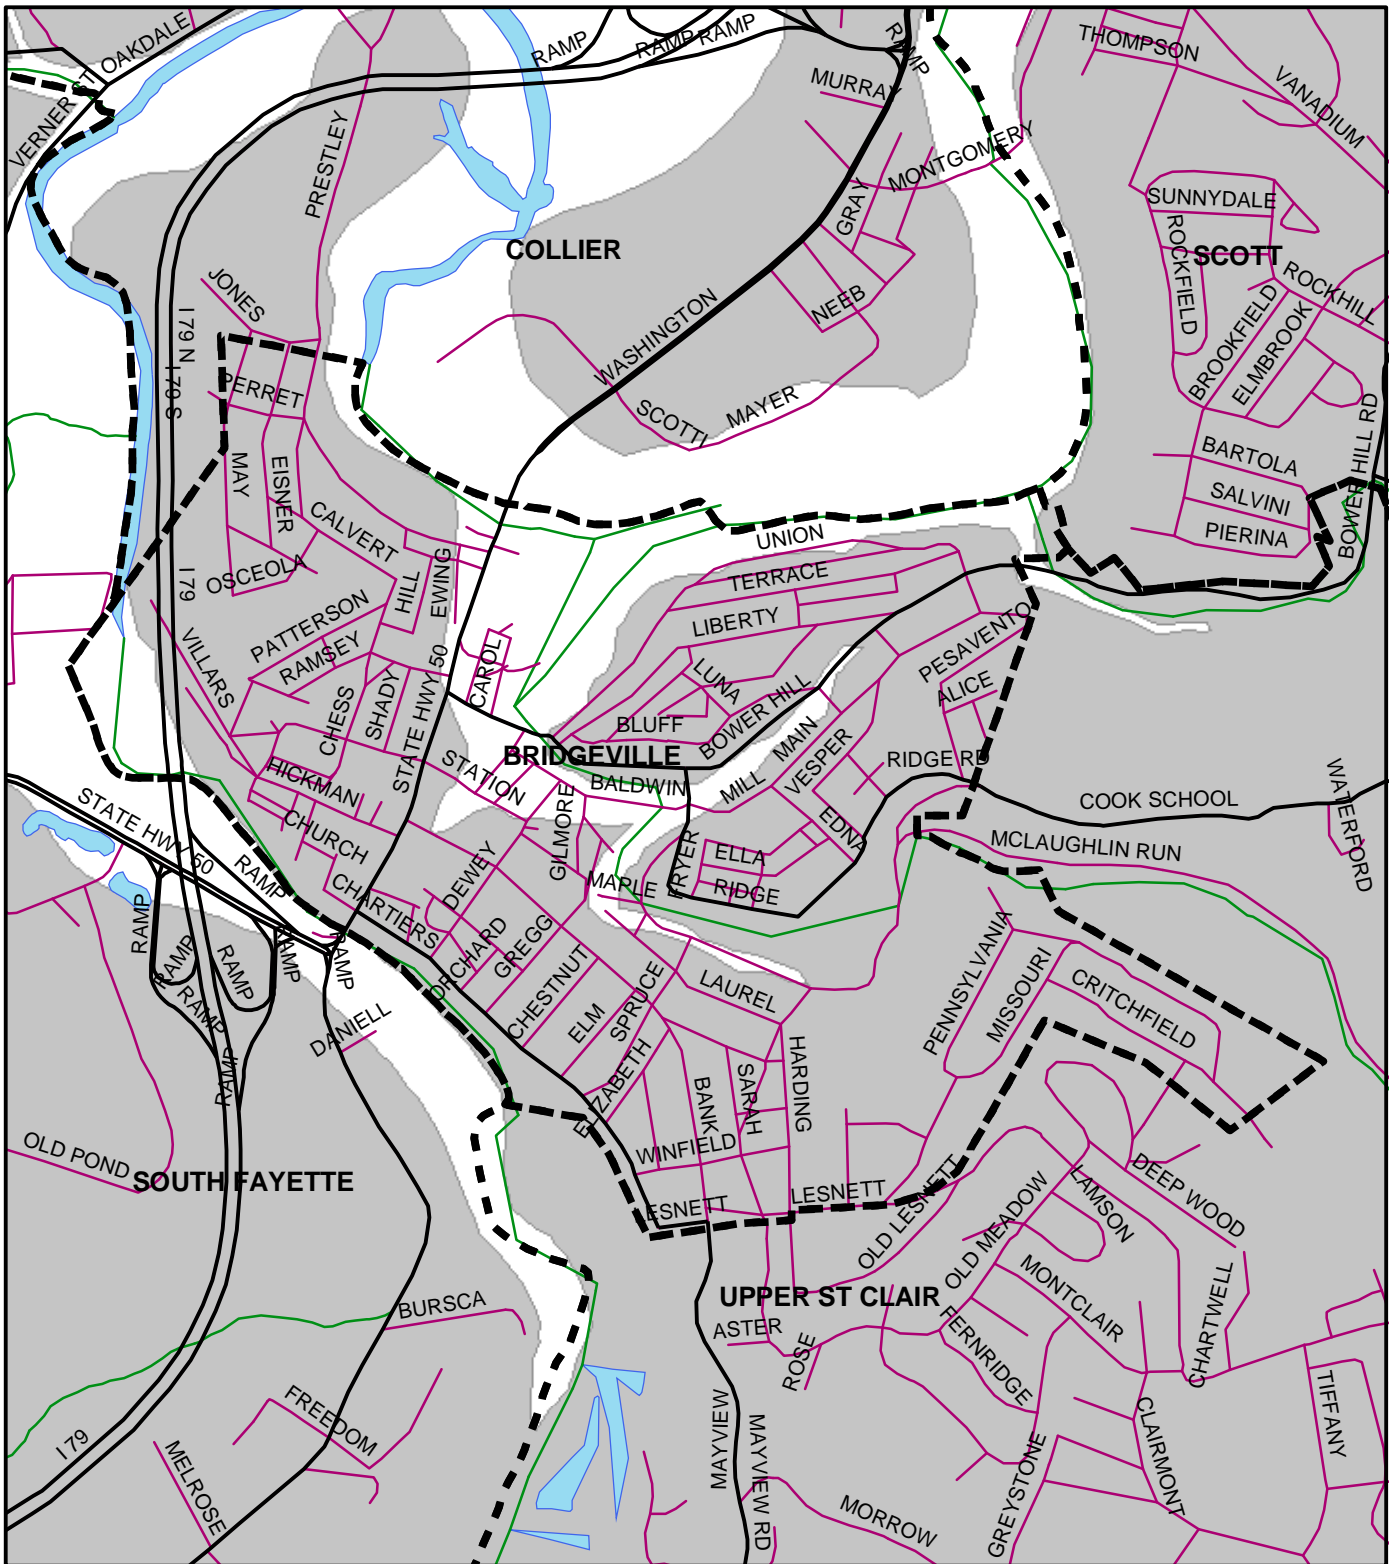 OAKDALE
VERNER ST
RAMP
RAMP
RAMP
RAMP
THOMPSON
VANADIUM
MURRAY
MONTGOMERY
PRESTLEY
GRAY
SUNNYDALE
ROCKFIELD
SCOTT
COLLIER
JONES
NEEB
ROCKHILL
BROOKFIELD
ELMBROOK
I 79 N
I 79 S
WASHINGTON
PERRET
SCOTTI
MAYER
MAY
EISNER
CALVERT
BARTOLA
SALVINI
PIERINA
BOWER HILL RD
UNION
OSCEOLA
I 79
HILL
EWING
TERRACE
LIBERTY
PATTERSON
RAMSEY
VILLARS
PESAVENTO
ALICE
CAROL
LUNA
CHESS
SHADY
STATE HWY 50
BLUFF
BOWER HILL
BRIDGEVILLE
MAIN
VESPER
MILL
RIDGE RD
HICKMAN
STATION
BALDWIN
COOK SCHOOL
WATERFORD
STATE HWY 50
CHURCH
GILMORE
EDNA
MCLAUGHLIN RUN
RAMP
DEWEY
FRYER
ELLA
RIDGE
MAPLE
CHARTIERS
RAMP
RAMP
RAMP
RAMP
RAMP
RAMP
RAMP
ORCHARD
GREGG
CHESTNUT
ELM
SPRUCE
LAUREL
PENNSYLVANIA
MISSOURI
CRITCHFIELD
DANIELL
ELIZABETH
BANK
SARAH
HARDING
WINFIELD
OLD POND
SOUTH FAYETTE
ESNETT
LESNETT
OLD LESNETT
OLD MEADOW
LAMSON
DEEP WOOD
UPPER ST CLAIR
BURSCA
ASTER
ROSE
MONTCLAIR
FERNRIDGE
CHARTWELL
FREEDOM
I 79
MELROSE
MAYVIEW
MAYVIEW RD
MORROW
GREYSTONE
CLAIRMONT
TIFFANY